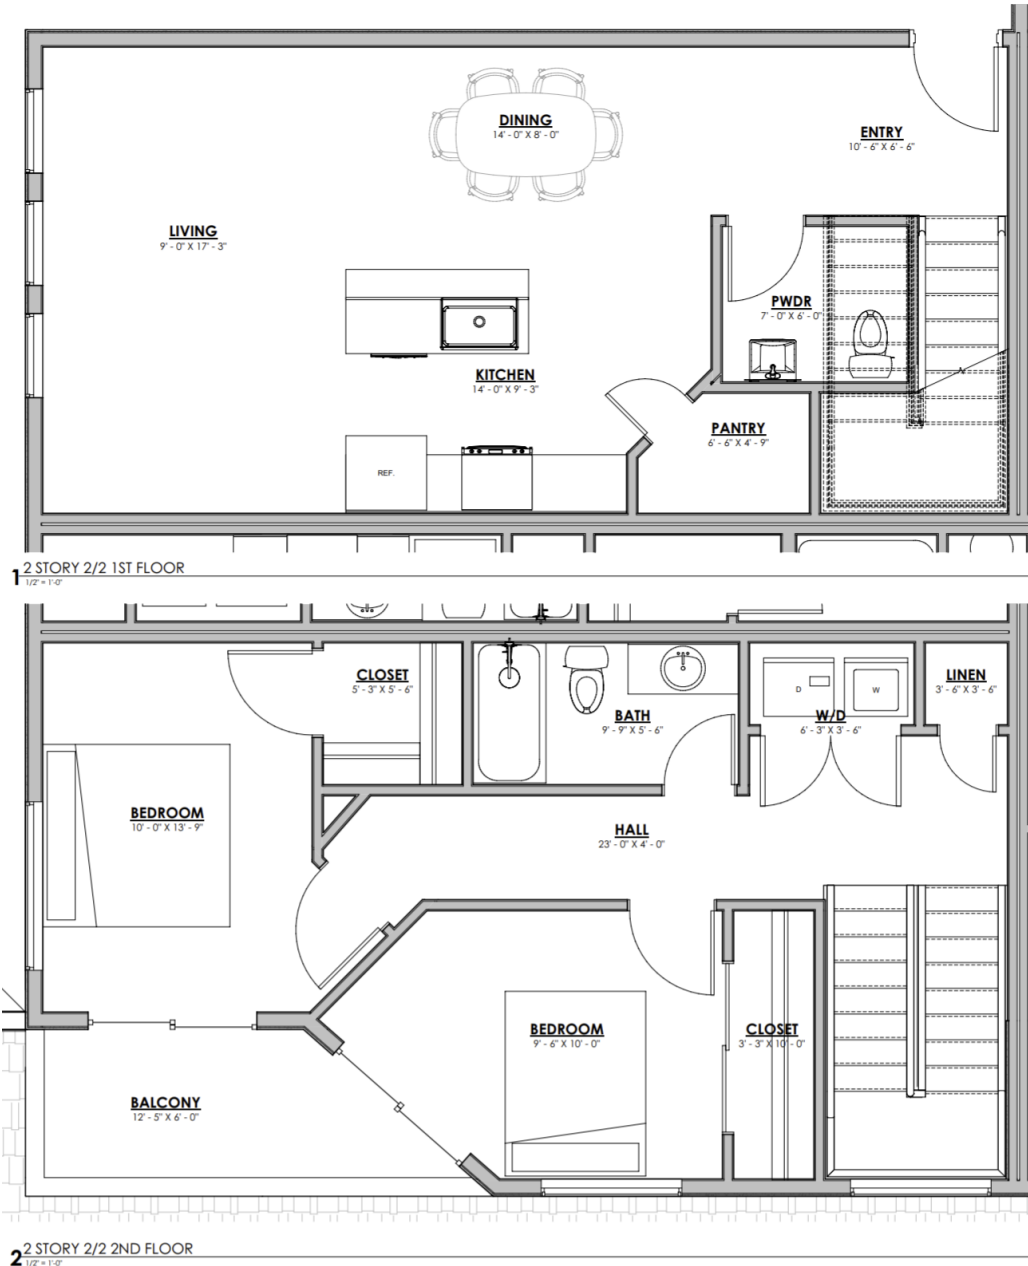 DINING
14' - 0" X 8' - 0"
ENTRY
10' - 6" X 6' - 6"
LIVING
9' - 0" X 17' - 3"
PWDR
7' - 0" X 6' - 0"
KITCHEN
14' - 0" X 9' - 3"
PANTRY
6' - 6" X 4' - 9"
REF.
1 2 STORY 2/2 1ST FLOOR
1/2" = 1'-0"
CLOSET
5' - 3" X 5' - 6"
BATH
9' - 9" X 5' - 6"
D
W
W/D
6' - 3" X 3' - 6"
LINEN
3' - 6" X 3' - 6"
BEDROOM
10' - 0" X 13' - 9"
HALL
23' - 0" X 4' - 0"
BEDROOM
9' - 6" X 10' - 0"
CLOSET
3' - 3" X 10' - 0"
BALCONY
12' - 5" X 6' - 0"
2 2 STORY 2/2 2ND FLOOR
1/2" = 1'-0"